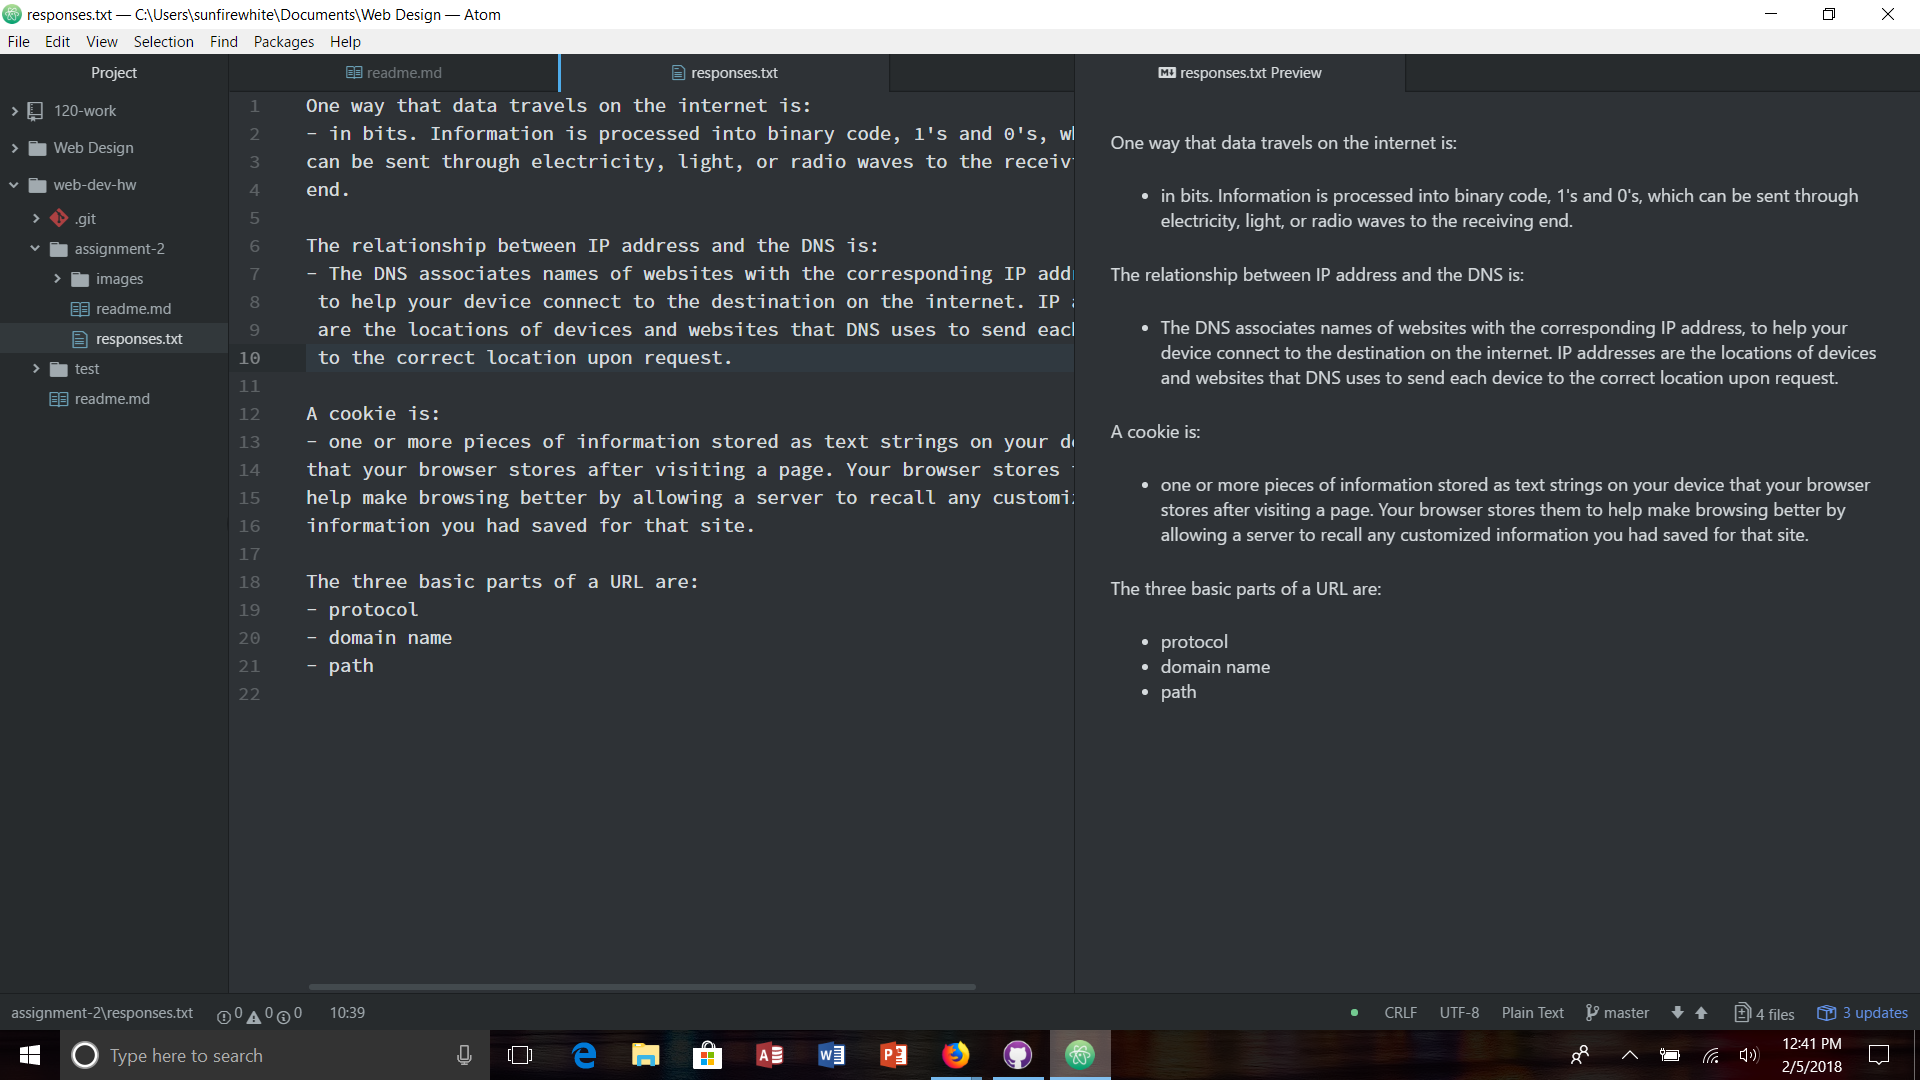 responses.txt — C:\Users\sunfirewhite\Documents\Web Design — Atom
File Edit View Selection Find Packages Help
Project
120-work
Web Design
web-dev-hw
.git
assignment-2
images
readme.md
responses.txt
test
readme.md
readme.md
responses.txt
responses.txt Preview
1 One way that data travels on the internet is:
2 - in bits. Information is processed into binary code, 1's and 0's, wh
3 can be sent through electricity, light, or radio waves to the receivi
4 end.
5
6 The relationship between IP address and the DNS is:
7 - The DNS associates names of websites with the corresponding IP addr
8 to help your device connect to the destination on the internet. IP a
9 are the locations of devices and websites that DNS uses to send each
10 to the correct location upon request.
11
12 A cookie is:
13 - one or more pieces of information stored as text strings on your de
14 that your browser stores after visiting a page. Your browser stores
15 help make browsing better by allowing a server to recall any customiz
16 information you had saved for that site.
17
18 The three basic parts of a URL are:
19 - protocol
20 - domain name
21 - path
22
One way that data travels on the internet is:
• in bits. Information is processed into binary code, 1's and 0's, which can be sent through
electricity, light, or radio waves to the receiving end.
The relationship between IP address and the DNS is:
• The DNS associates names of websites with the corresponding IP address, to help your
device connect to the destination on the internet. IP addresses are the locations of devices
and websites that DNS uses to send each device to the correct location upon request.
A cookie is:
• one or more pieces of information stored as text strings on your device that your browser
stores after visiting a page. Your browser stores them to help make browsing better by
allowing a server to recall any customized information you had saved for that site.
The three basic parts of a URL are:
• protocol
• domain name
• path
assignment-2\responses.txt 0 0 0 10:39 CRLF UTF-8 Plain Text master 4 files 3 updates
Type here to search
12:41 PM
2/5/2018